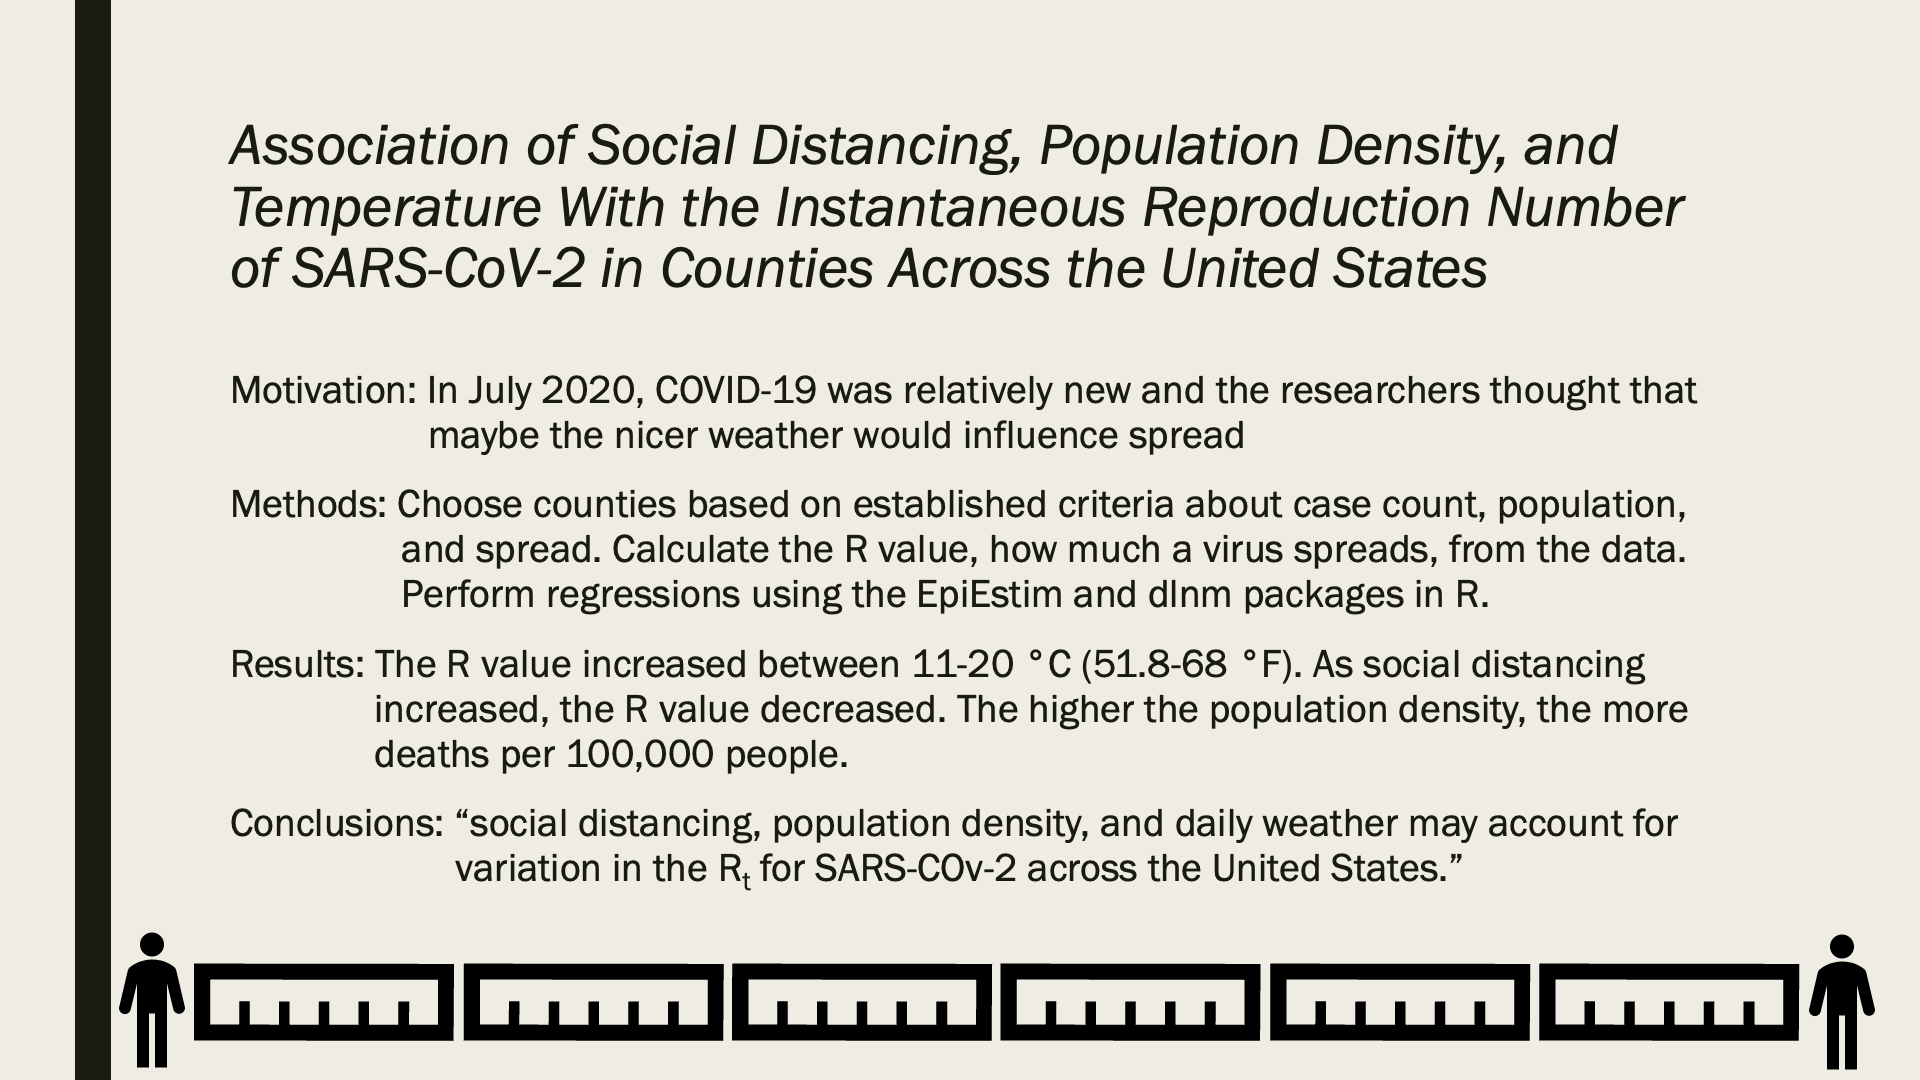 Association of Social Distancing, Population Density, and
Temperature With the Instantaneous Reproduction Number
of SARS-CoV-2 in Counties Across the United States
Motivation: In July 2020, COVID-19 was relatively new and the researchers thought that
maybe the nicer weather would influence spread
Methods: Choose counties based on established criteria about case count, population,
and spread. Calculate the R value, how much a virus spreads, from the data.
Perform regressions using the EpiEstim and dlnm packages in R.
Results: The R value increased between 11-20 °C (51.8-68 °F). As social distancing
increased, the R value decreased. The higher the population density, the more
deaths per 100,000 people.
Conclusions: “social distancing, population density, and daily weather may account for
variation in the Rt for SARS-COv-2 across the United States.”